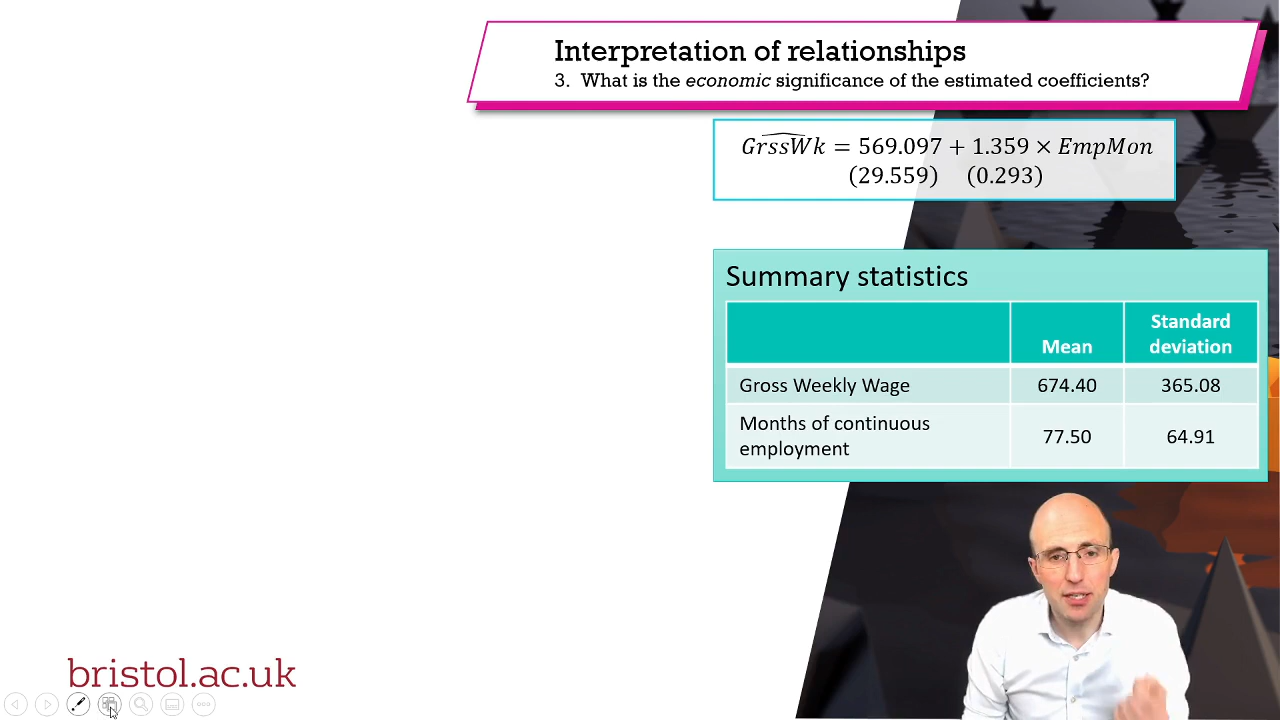 Interpretation of relationships
3. What is the economic significance of the estimated coefficients?
GrssWk = 569.097 + 1.359 × EmpMon
(29.559) (0.293)
Summary statistics
Mean
Standard deviation
Gross Weekly Wage 674.40 365.08
Months of continuous employment 77.50 64.91
bristol.ac.uk